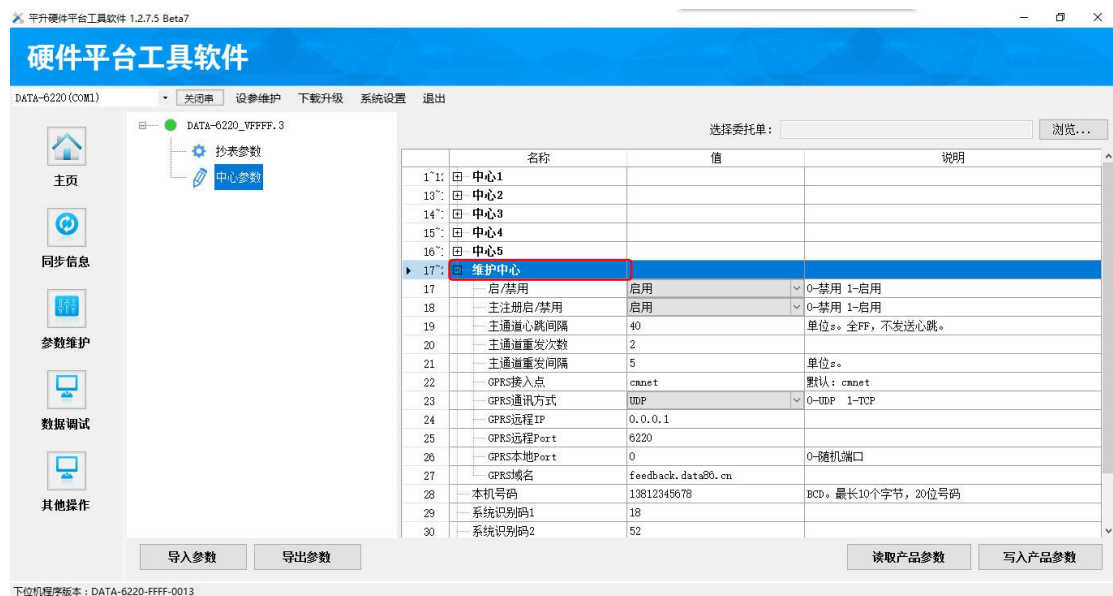 平升硬件平台工具软件 1.2.7.5 Beta7
硬件平台工具软件
DATA-6220(COM1) 关闭串 设参维护 下载升级 系统设置 退出
DATA-6220_VFFFF.3
抄表参数
中心参数
主页
同步信息
参数维护
数据调试
其他操作
选择委托单: 浏览...
名称 值 说明
1~1 中心1
13~ 中心2
14~ 中心3
15~ 中心4
16~ 中心5
17~ 维护中心
17 启/禁用 启用 0-禁用 1-启用
18 主注册启/禁用 启用 0-禁用 1-启用
19 主通道心跳间隔 40 单位s。全FF，不发送心跳。
20 主通道重发次数 2
21 主通道重发间隔 5 单位s。
22 GPRS接入点 cmnet 默认: cmnet
23 GPRS通讯方式 UDP 0-UDP 1-TCP
24 GPRS远程IP 0.0.0.1
25 GPRS远程Port 6220
26 GPRS本地Port 0 0-随机端口
27 GPRS域名 feedback.data86.cn
28 本机号码 13812345678 BCD。最长10个字节，20位号码
29 系统识别码1 18
30 系统识别码2 52
导入参数 导出参数 读取产品参数 写入产品参数
下位机程序版本：DATA-6220-FFFF-0013